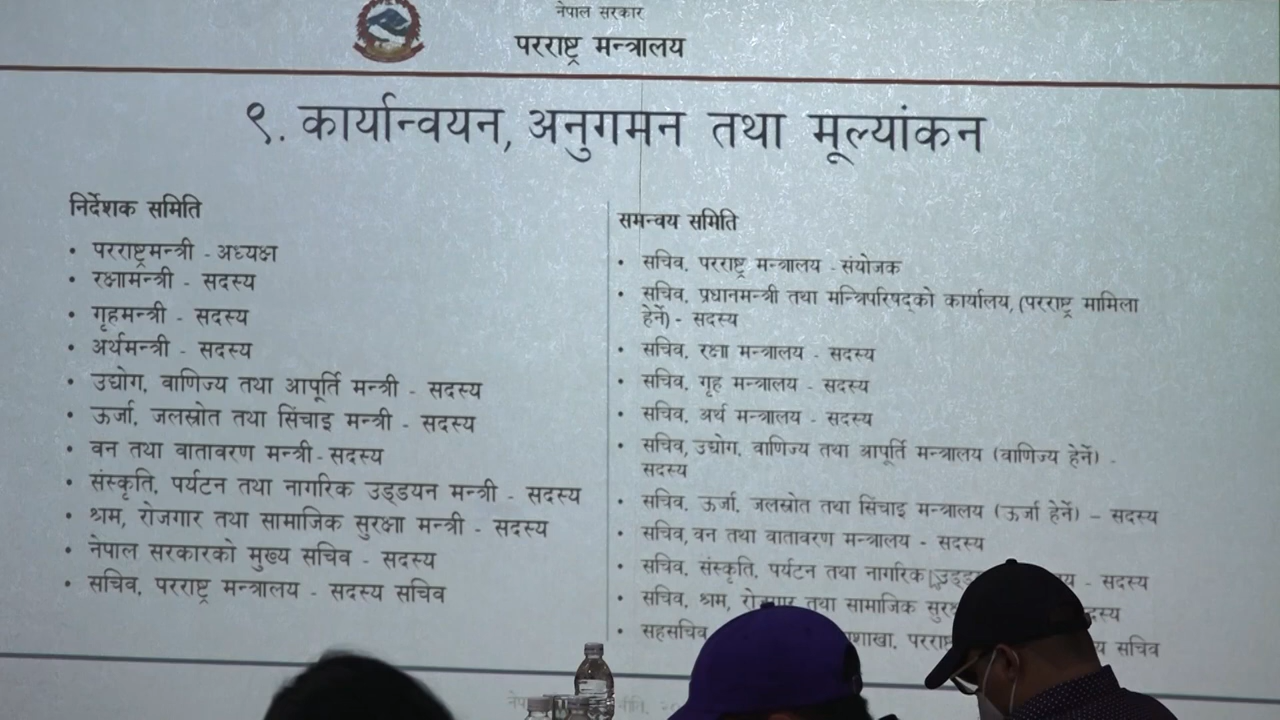 नेपाल सरकार
परराष्ट्र मन्त्रालय
९. कार्यान्वयन, अनुगमन तथा मूल्यांकन
निर्देशक समिति
• परराष्ट्रमन्त्री - अध्यक्ष
• रक्षामन्त्री - सदस्य
• गृहमन्त्री - सदस्य
• अर्थमन्त्री - सदस्य
• उद्योग, वाणिज्य तथा आपूर्ति मन्त्री - सदस्य
• ऊर्जा, जलस्रोत तथा सिंचाइ मन्त्री - सदस्य
• वन तथा वातावरण मन्त्री - सदस्य
• संस्कृति, पर्यटन तथा नागरिक उड्डयन मन्त्री - सदस्य
• श्रम, रोजगार तथा सामाजिक सुरक्षा मन्त्री - सदस्य
• नेपाल सरकारको मुख्य सचिव - सदस्य
• सचिव, परराष्ट्र मन्त्रालय - सदस्य सचिव
समन्वय समिति
• सचिव, परराष्ट्र मन्त्रालय - संयोजक
• सचिव, प्रधानमन्त्री तथा मन्त्रिपरिषद्को कार्यालय, (परराष्ट्र मामिला
हेर्ने) - सदस्य
• सचिव, रक्षा मन्त्रालय - सदस्य
• सचिव, गृह मन्त्रालय - सदस्य
• सचिव, अर्थ मन्त्रालय - सदस्य
• सचिव, उद्योग, वाणिज्य तथा आपूर्ति मन्त्रालय (वाणिज्य हेर्ने) -
सदस्य
• सचिव, ऊर्जा, जलस्रोत तथा सिंचाइ मन्त्रालय (ऊर्जा हेर्ने) – सदस्य
• सचिव, वन तथा वातावरण मन्त्रालय - सदस्य
• सचिव, संस्कृति, पर्यटन तथा नागरिक - सदस्य
• सचिव, श्रम, रोजगार तथा सामाजिक
• सहसचिव सचिव